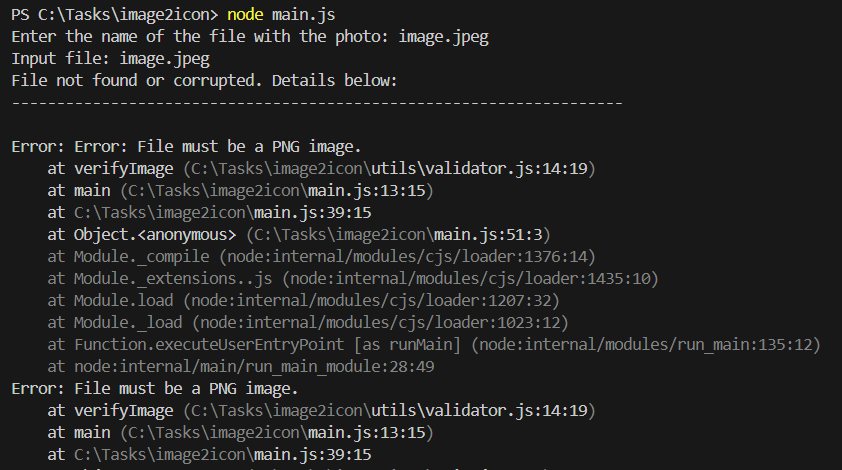 PS C:\Tasks\image2icon> node main.js
Enter the name of the file with the photo: image.jpeg
Input file: image.jpeg
File not found or corrupted. Details below:
--------------------------------------------------------------------
Error: Error: File must be a PNG image.
    at verifyImage (C:\Tasks\image2icon\utils\validator.js:14:19)
    at main (C:\Tasks\image2icon\main.js:13:15)
    at C:\Tasks\image2icon\main.js:39:15
    at Object.<anonymous> (C:\Tasks\image2icon\main.js:51:3)
    at Module._compile (node:internal/modules/cjs/loader:1376:14)
    at Module._extensions..js (node:internal/modules/cjs/loader:1435:10)
    at Module.load (node:internal/modules/cjs/loader:1207:32)
    at Module._load (node:internal/modules/cjs/loader:1023:12)
    at Function.executeUserEntryPoint [as runMain] (node:internal/modules/run_main:135:12)
    at node:internal/main/run_main_module:28:49
Error: File must be a PNG image.
    at verifyImage (C:\Tasks\image2icon\utils\validator.js:14:19)
    at main (C:\Tasks\image2icon\main.js:13:15)
    at C:\Tasks\image2icon\main.js:39:15